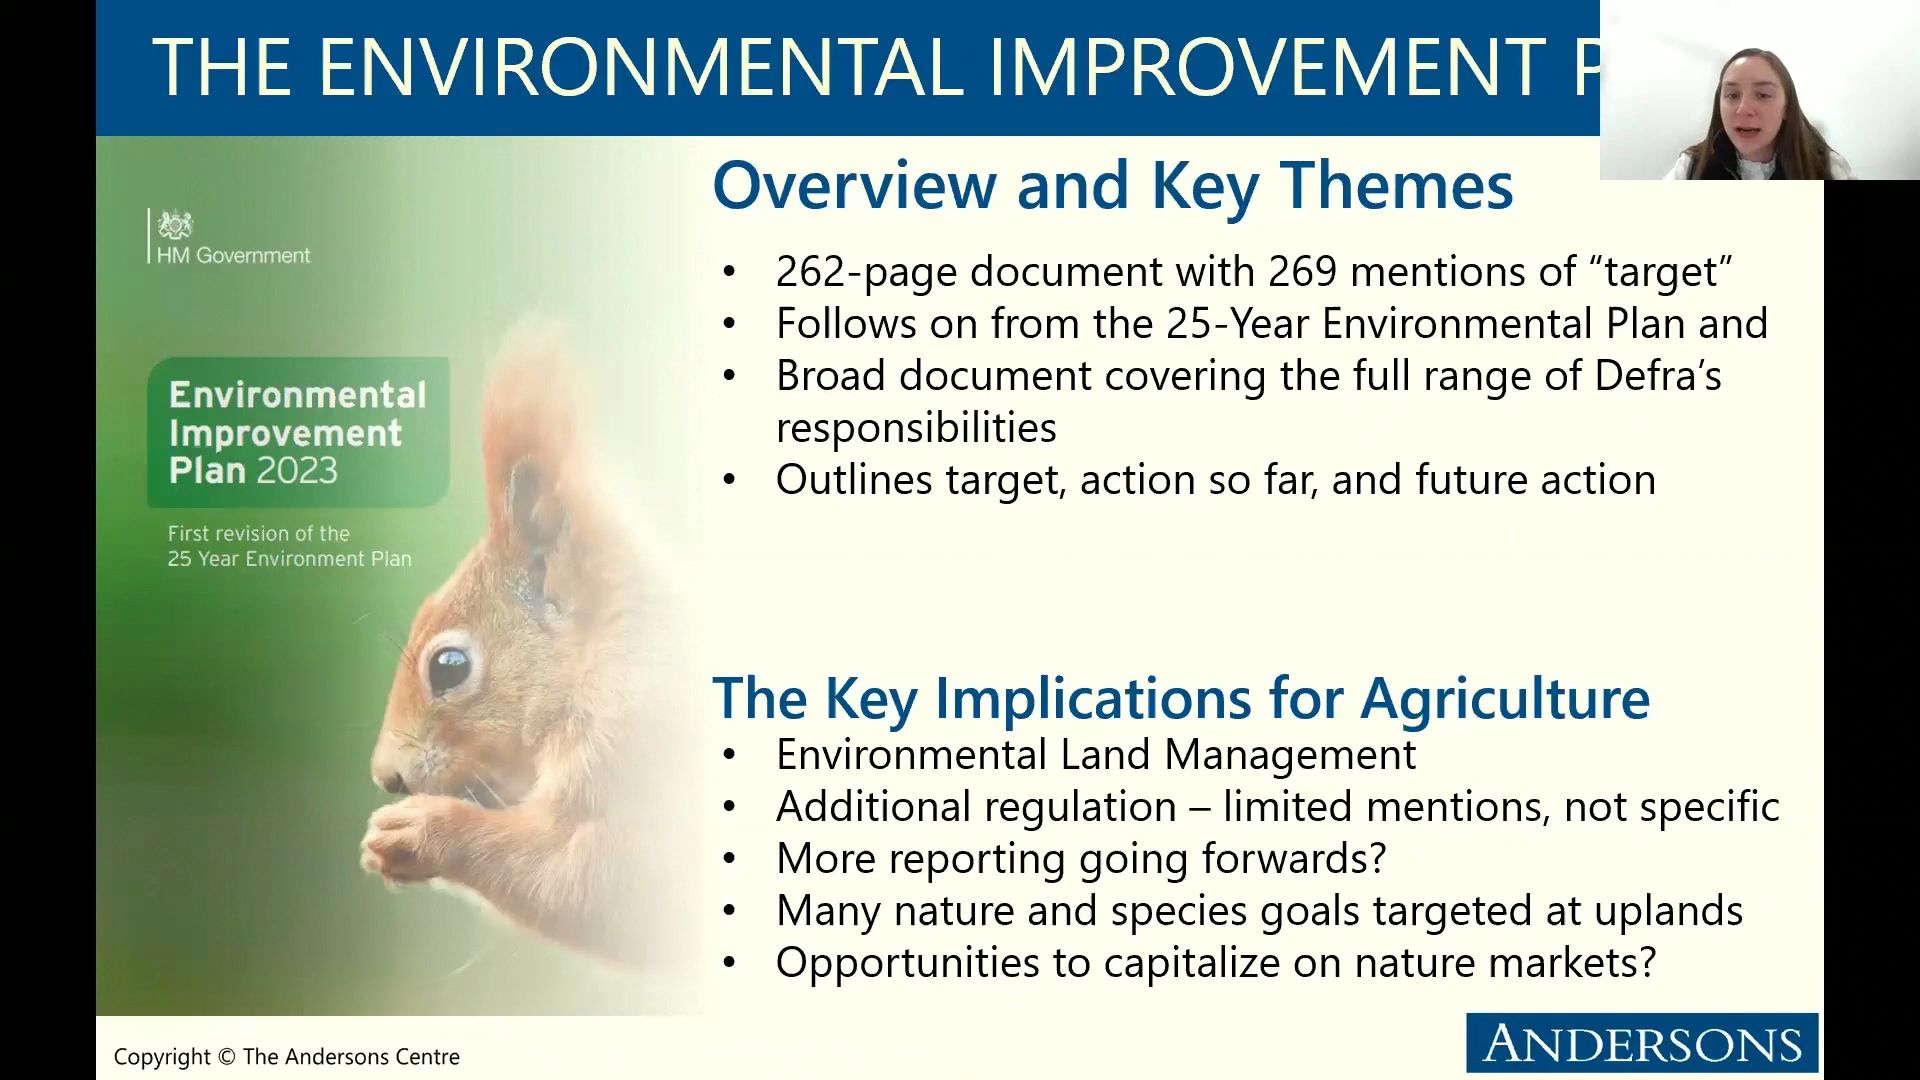 THE ENVIRONMENTAL IMPROVEMENT
HM Government
Environmental
Improvement
Plan 2023
First revision of the
25 Year Environment Plan
Overview and Key Themes
• 262-page document with 269 mentions of “target”
• Follows on from the 25-Year Environmental Plan and
• Broad document covering the full range of Defra’s
responsibilities
• Outlines target, action so far, and future action
The Key Implications for Agriculture
• Environmental Land Management
• Additional regulation – limited mentions, not specific
• More reporting going forwards?
• Many nature and species goals targeted at uplands
• Opportunities to capitalize on nature markets?
Copyright © The Andersons Centre
ANDERSONS